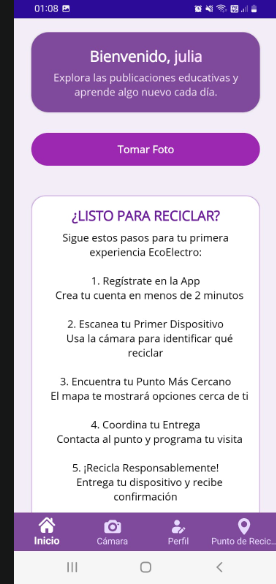 01:08
Bienvenido, julia
Explora las publicaciones educativas y
aprende algo nuevo cada día.
Tomar Foto
¿LISTO PARA RECICLAR?
Sigue estos pasos para tu primera
experiencia EcoElectro:
1. Regístrate en la App
Crea tu cuenta en menos de 2 minutos
2. Escanea tu Primer Dispositivo
Usa la cámara para identificar qué
reciclar
3. Encuentra tu Punto Más Cercano
El mapa te mostrará opciones cerca de ti
4. Coordina tu Entrega
Contacta al punto y programa tu visita
5. ¡Recicla Responsablemente!
Entrega tu dispositivo y recibe
confirmación
Inicio Cámara Perfil Punto de Recic...